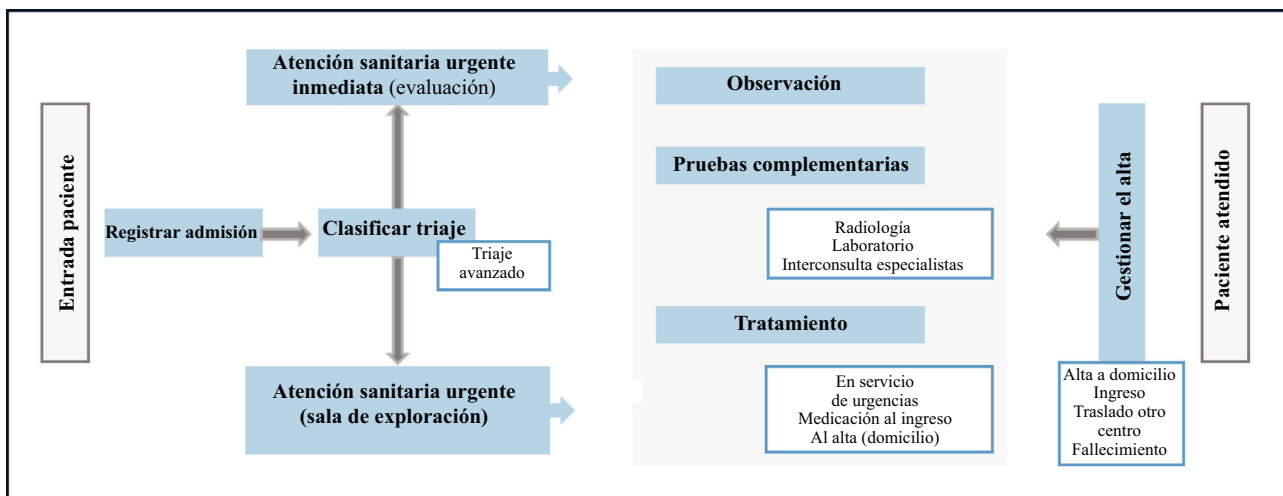 Entrada paciente
Registrar admisión
Atención sanitaria urgente
inmediata (evaluación)
Clasificar triaje
Triaje
avanzado
Atención sanitaria urgente
(sala de exploración)
Observación
Pruebas complementarias
Radiología
Laboratorio
Interconsulta especialistas
Tratamiento
En servicio
de urgencias
Medicación al ingreso
Al alta (domicilio)
Gestionar el alta
Alta a domicilio
Ingreso
Traslado otro
centro
Fallecimiento
Paciente atendido